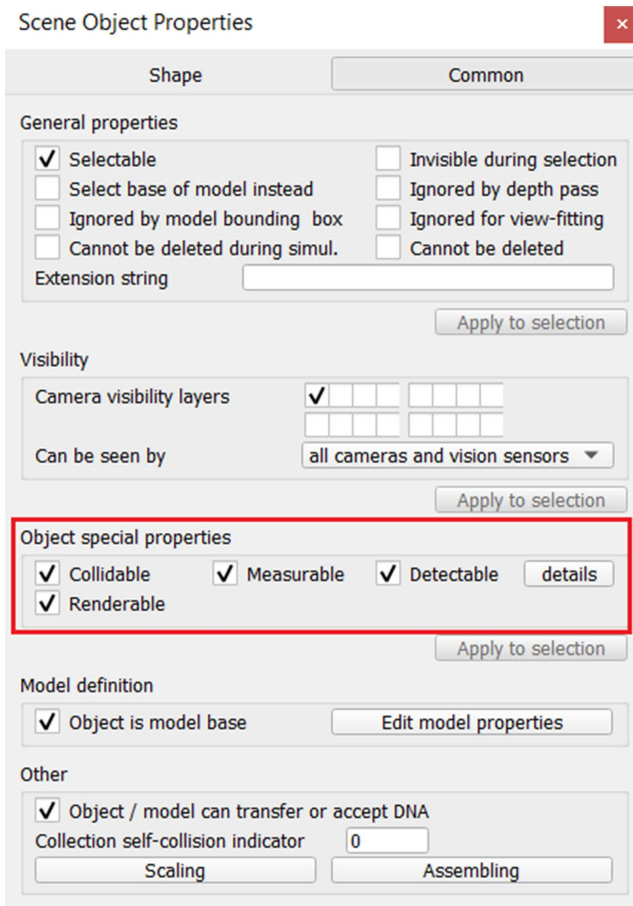 Scene Object Properties
Shape Common
General properties
Selectable Invisible during selection
Select base of model instead Ignored by depth pass
Ignored by model bounding box Ignored for view-fitting
Cannot be deleted during simul. Cannot be deleted
Extension string
Apply to selection
Visibility
Camera visibility layers
Can be seen by all cameras and vision sensors
Apply to selection
Object special properties
Collidable Measurable Detectable details
Renderable
Apply to selection
Model definition
Object is model base Edit model properties
Other
Object / model can transfer or accept DNA
Collection self-collision indicator 0
Scaling Assembling